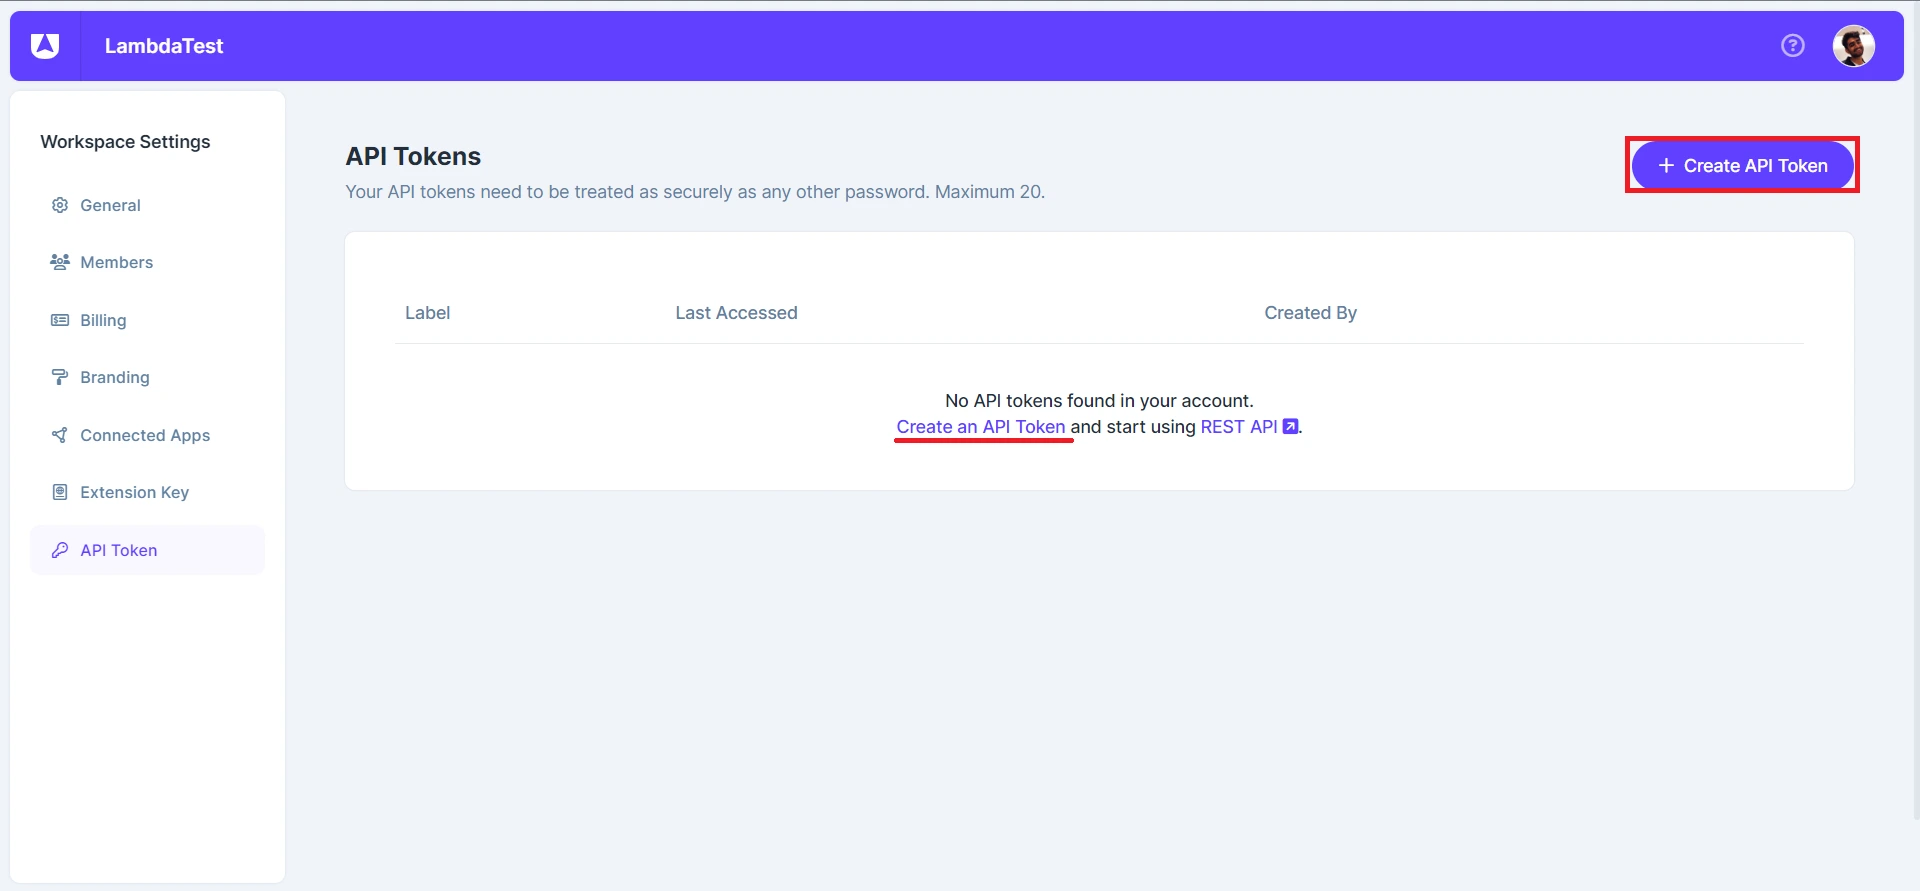 LambdaTest
?
Workspace Settings
General
Members
Billing
Branding
Connected Apps
Extension Key
API Token
API Tokens
Your API tokens need to be treated as securely as any other password. Maximum 20.
+ Create API Token
Label Last Accessed Created By
No API tokens found in your account.
Create an API Token and start using REST API.